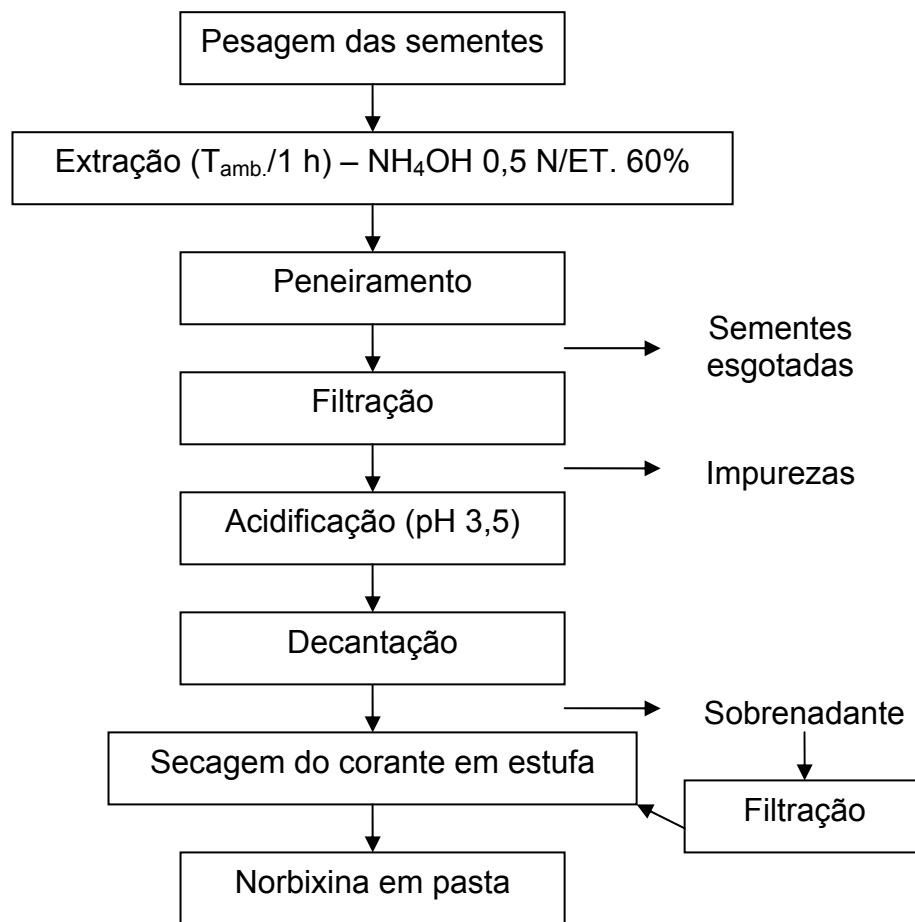 Pesagem das sementes
Extração (Tamb./1 h) – NH4OH 0,5 N/ET. 60%
Peneiramento
Sementes
esgotadas
Filtração
Impurezas
Acidificação (pH 3,5)
Decantação
Sobrenadante
Secagem do corante em estufa
Filtração
Norbixina em pasta